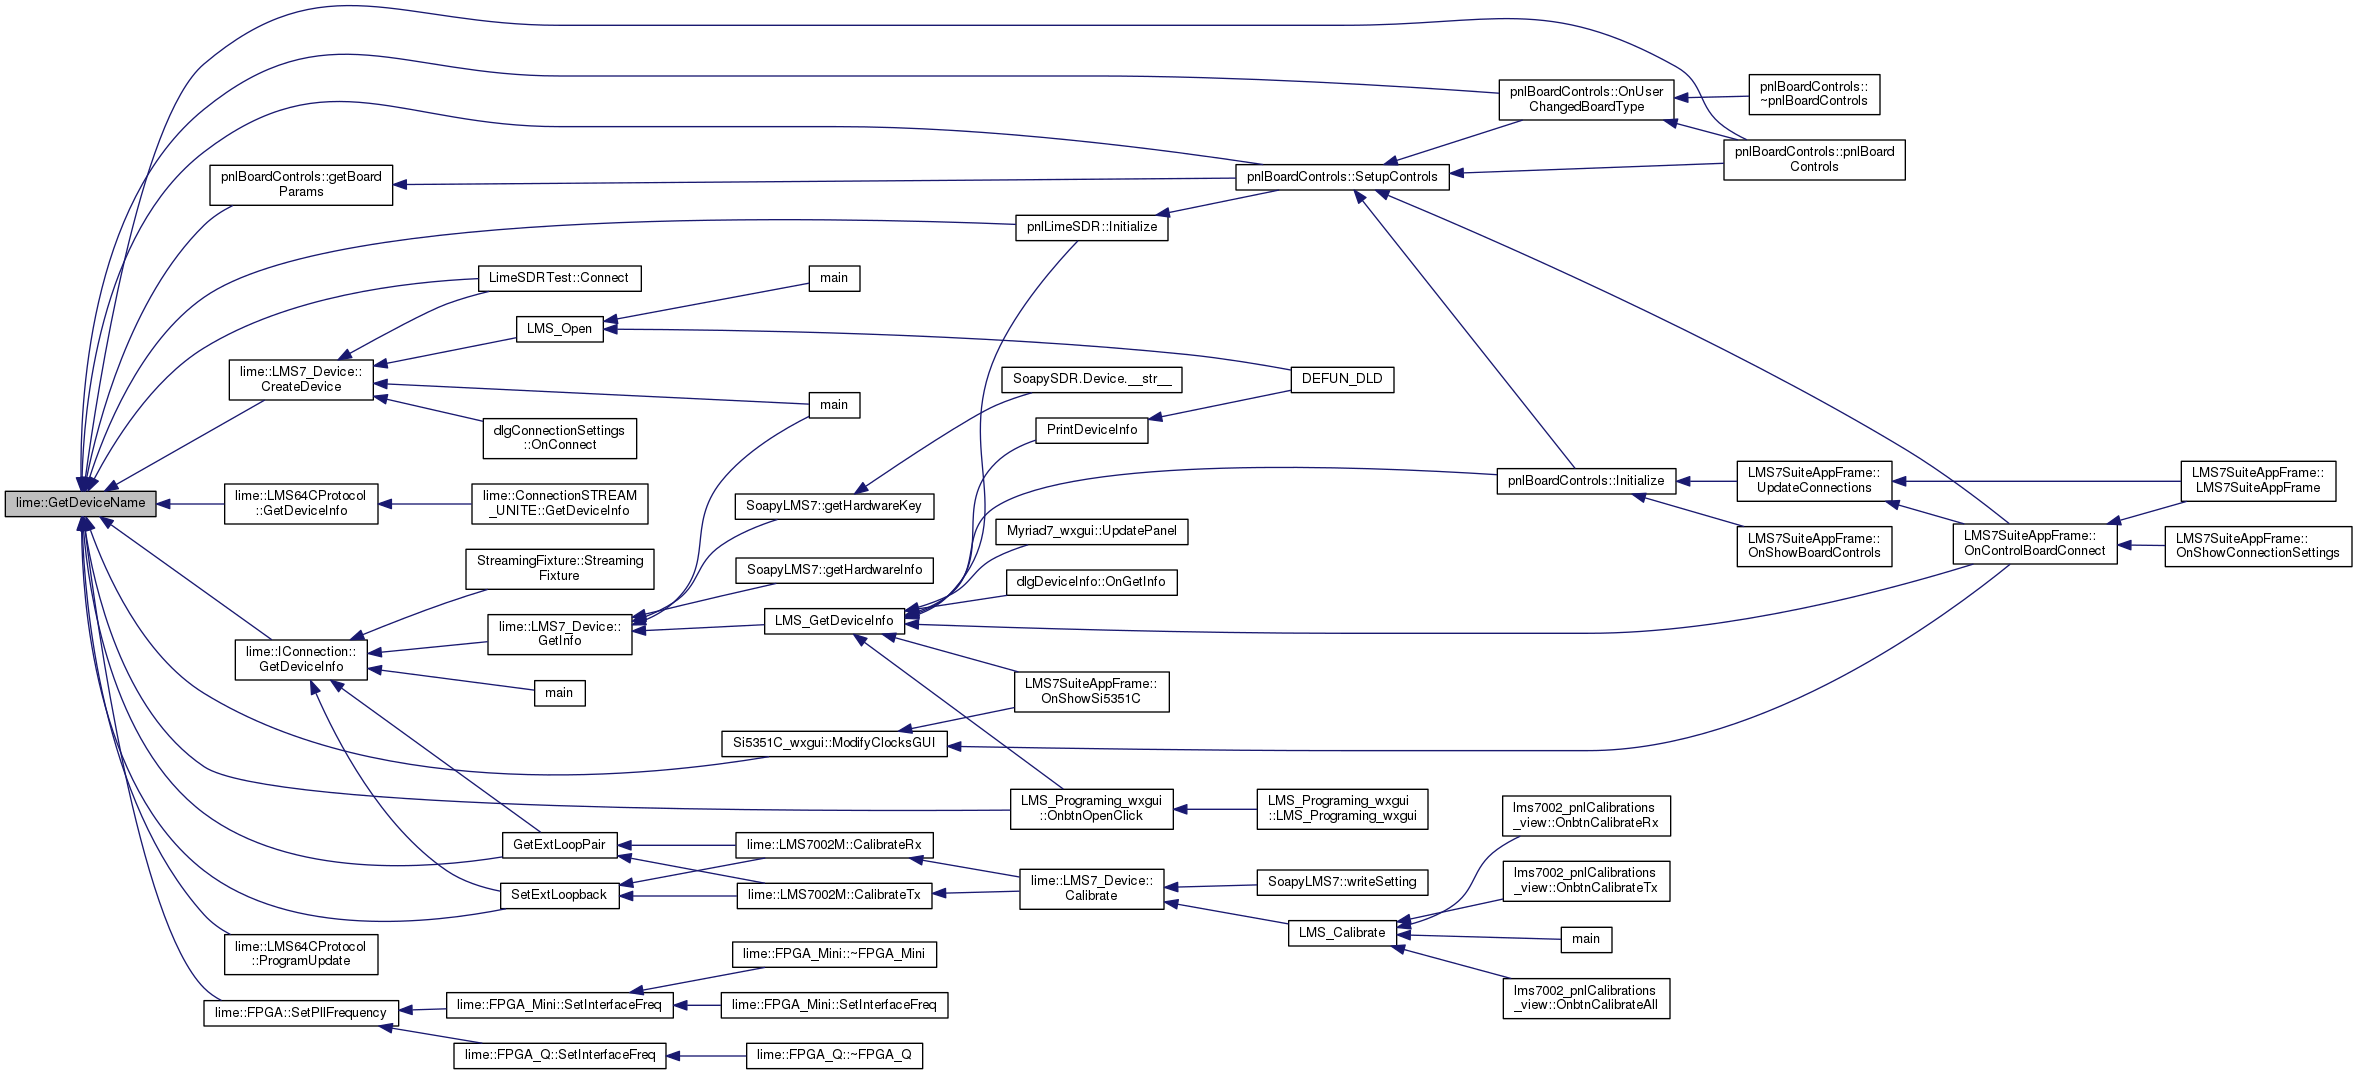 lime::GetDeviceName
pnlBoardControls::getBoard
Params
lime::LMS7_Device::
CreateDevice
lime::LMS64CProtocol
::GetDeviceInfo
lime::IConnection::
GetDeviceInfo
lime::LMS64CProtocol
::ProgramUpdate
lime::FPGA::SetPllFrequency
LimeSDRTest::Connect
LMS_Open
dlgConnectionSettings
::OnConnect
lime::ConnectionSTREAM
_UNITE::GetDeviceInfo
StreamingFixture::Streaming
Fixture
lime::LMS7_Device::
GetInfo
main
GetExtLoopPair
SetExtLoopback
lime::FPGA_Mini::SetInterfaceFreq
lime::FPGA_Q::SetInterfaceFreq
main
main
SoapyLMS7::getHardwareKey
SoapyLMS7::getHardwareInfo
LMS_GetDeviceInfo
Si5351C_wxgui::ModifyClocksGUI
lime::LMS7002M::CalibrateRx
lime::LMS7002M::CalibrateTx
lime::FPGA_Mini::~FPGA_Mini
lime::FPGA_Mini::SetInterfaceFreq
lime::FPGA_Q::~FPGA_Q
pnlLimeSDR::Initialize
SoapySDR.Device.__str__
PrintDeviceInfo
Myriad7_wxgui::UpdatePanel
dlgDeviceInfo::OnGetInfo
LMS7SuiteAppFrame::
OnShowSi5351C
LMS_Programing_wxgui
::OnbtnOpenClick
lime::LMS7_Device::
Calibrate
pnlBoardControls::SetupControls
DEFUN_DLD
LMS_Programing_wxgui
::LMS_Programing_wxgui
SoapyLMS7::writeSetting
LMS_Calibrate
pnlBoardControls::OnUser
ChangedBoardType
pnlBoardControls::Initialize
lms7002_pnlCalibrations
_view::OnbtnCalibrateRx
lms7002_pnlCalibrations
_view::OnbtnCalibrateTx
main
lms7002_pnlCalibrations
_view::OnbtnCalibrateAll
pnlBoardControls::
~pnlBoardControls
pnlBoardControls::pnlBoard
Controls
LMS7SuiteAppFrame::
UpdateConnections
LMS7SuiteAppFrame::
OnShowBoardControls
LMS7SuiteAppFrame::
OnControlBoardConnect
LMS7SuiteAppFrame::
LMS7SuiteAppFrame
LMS7SuiteAppFrame::
OnShowConnectionSettings